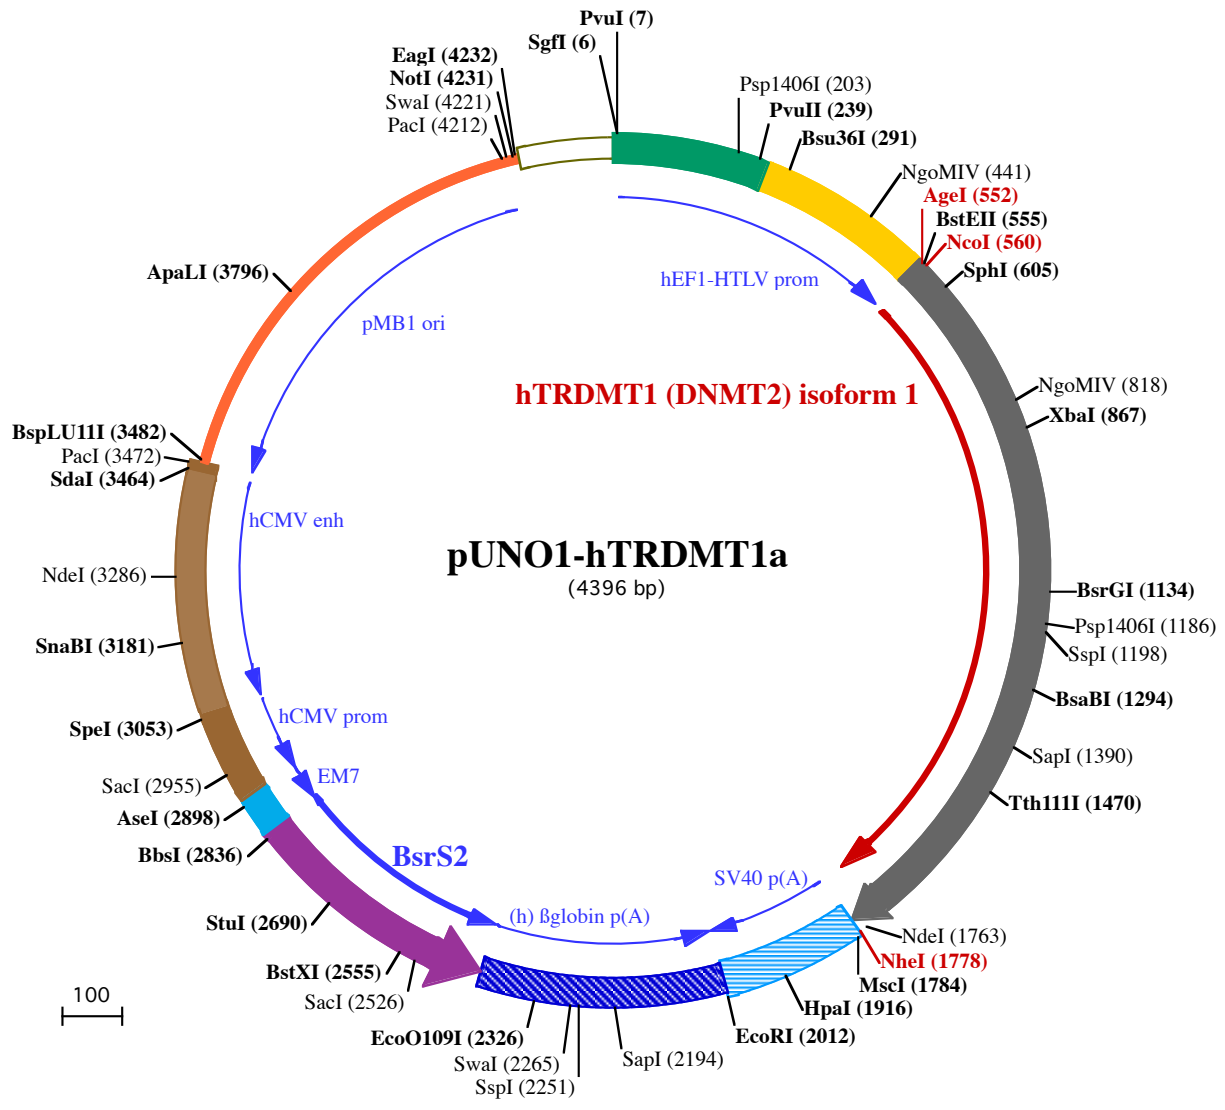 PvuI (7)
SgfI (6)
EagI (4232)
NotI (4231)
SwaI (4221)
PacI (4212)
Psp1406I (203)
PvuII (239)
Bsu36I (291)
NgoMIV (441)
AgeI (552)
BstEII (555)
NcoI (560)
SphI (605)
ApaLI (3796)
hEF1-HTLV prom
pMB1 ori
hTRDMT1 (DNMT2) isoform 1
NgoMIV (818)
XbaI (867)
BspLU11I (3482)
PacI (3472)
SdaI (3464)
hCMV enh
pUNO1-hTRDMT1a
(4396 bp)
NdeI (3286)
BsrGI (1134)
Psp1406I (1186)
SspI (1198)
SnaBI (3181)
BsaBI (1294)
SpeI (3053)
hCMV prom
SapI (1390)
EM7
SacI (2955)
Tth111I (1470)
AseI (2898)
BbsI (2836)
BsrS2
SV40 p(A)
StuI (2690)
(h) ßglobin p(A)
NdeI (1763)
NheI (1778)
BstXI (2555)
MscI (1784)
SacI (2526)
HpaI (1916)
100
EcoO109I (2326)
EcoRI (2012)
SwaI (2265)
SapI (2194)
SspI (2251)